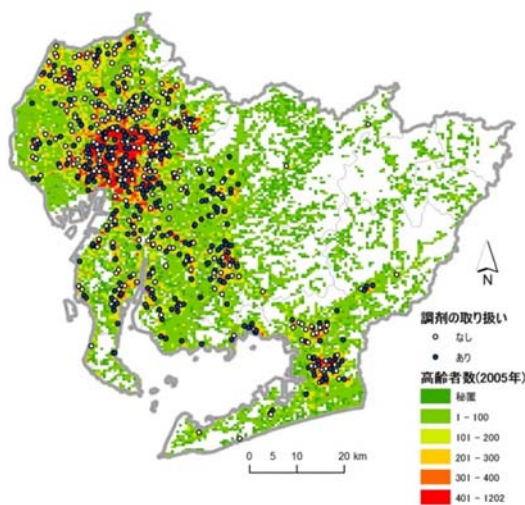 N
調剤の取り扱い
なし
あり
高齢者数(2005年)
秘匿
1 - 100
101 - 200
201 - 300
301 - 400
401 - 1202
0 5 10 20 km